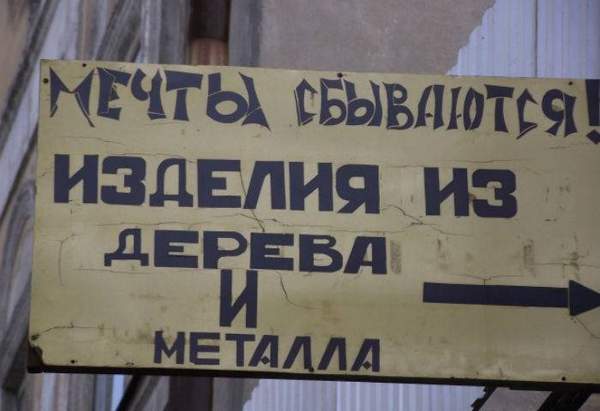 МЕЧТЫ СБЫВАЮТСЯ!
ИЗДЕЛИЯ ИЗ
ДЕРЕВА
И
МЕТАЛЛА